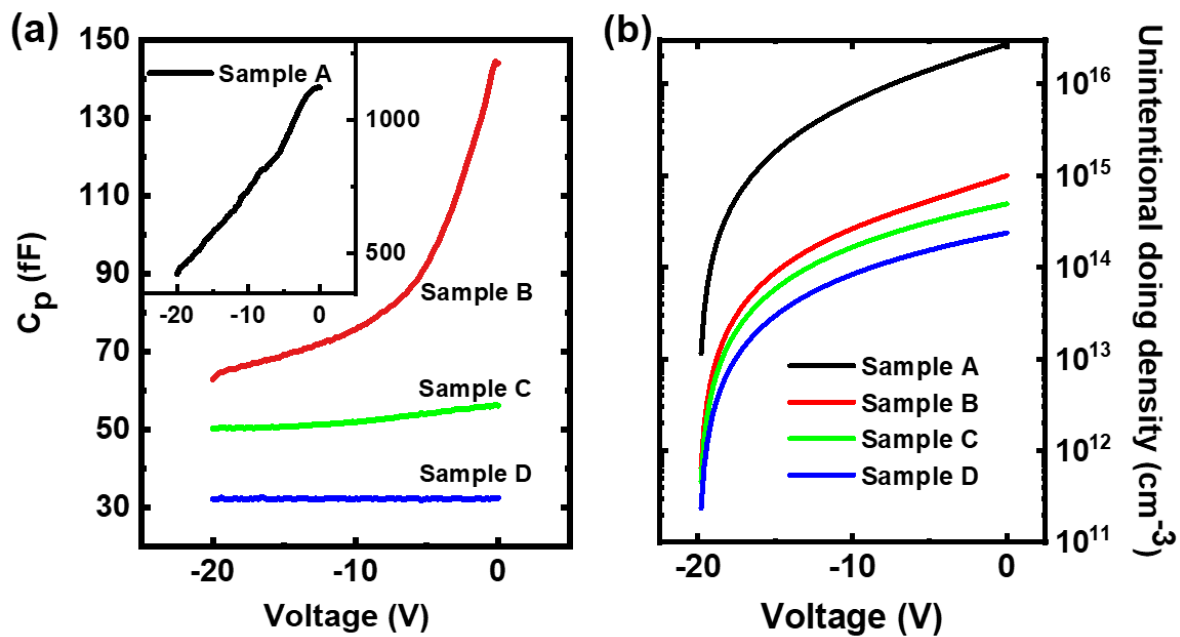 (a)
150
130
110
90
70
50
30
C_p (fF)
-20
-10
0
Voltage (V)
Sample A
1000
500
-20
-10
0
Sample B
Sample C
Sample D
(b)
10^16
10^15
10^14
10^13
10^12
10^11
Unintentional doing density (cm^-3)
Sample A
Sample B
Sample C
Sample D
-20
-10
0
Voltage (V)